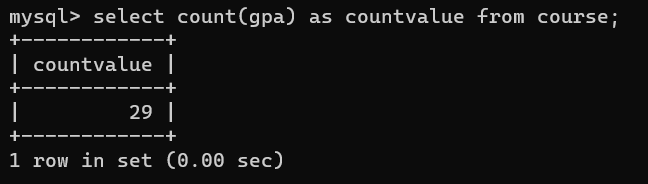 mysql> select count(gpa) as countvalue from course;
+------------+
| countvalue |
+------------+
|         29 |
+------------+
1 row in set (0.00 sec)